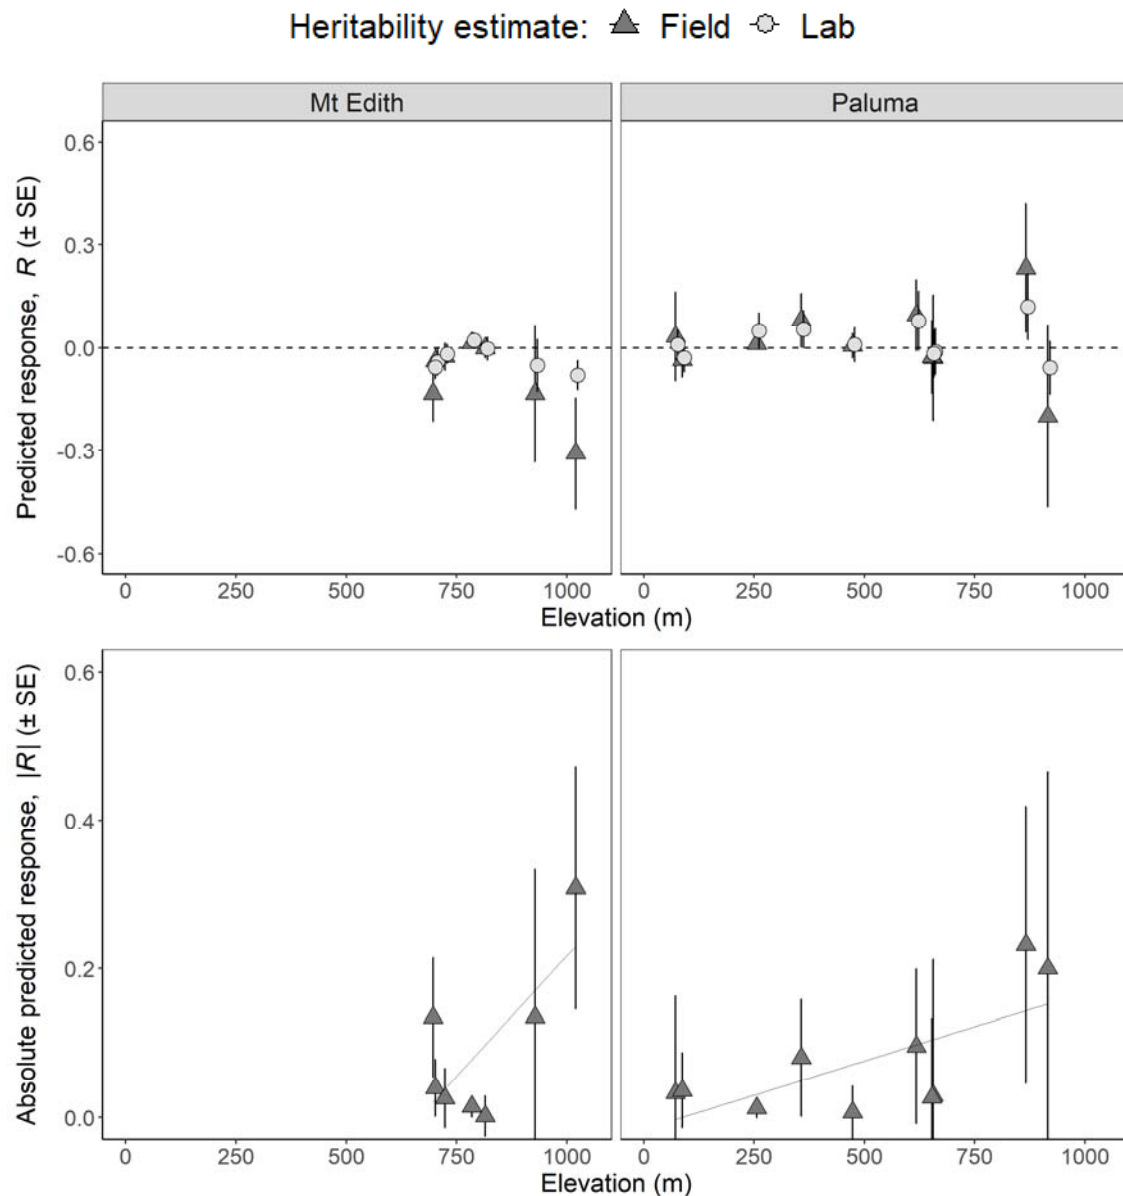 Heritability estimate: Field Lab
Mt Edith Paluma
Predicted response, R (± SE)
0.6
0.3
0.0
-0.3
-0.6
0 250 500 750 1000 0 250 500 750 1000
Elevation (m) Elevation (m)
Absolute predicted response, |R| (± SE)
0.6
0.4
0.2
0.0
0 250 500 750 1000 0 250 500 750 1000
Elevation (m) Elevation (m)